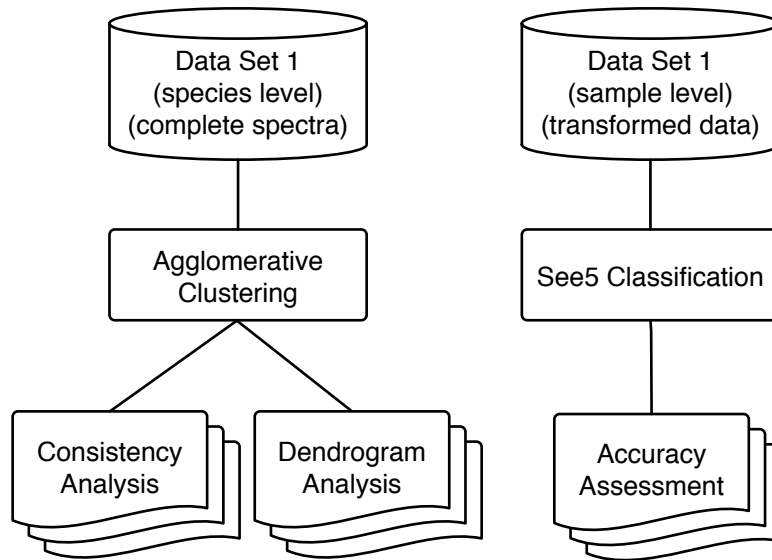 Data Set 1
(species level)
(complete spectra)
Data Set 1
(sample level)
(transformed data)
Agglomerative
Clustering
See5 Classification
Consistency
Analysis
Dendrogram
Analysis
Accuracy
Assessment